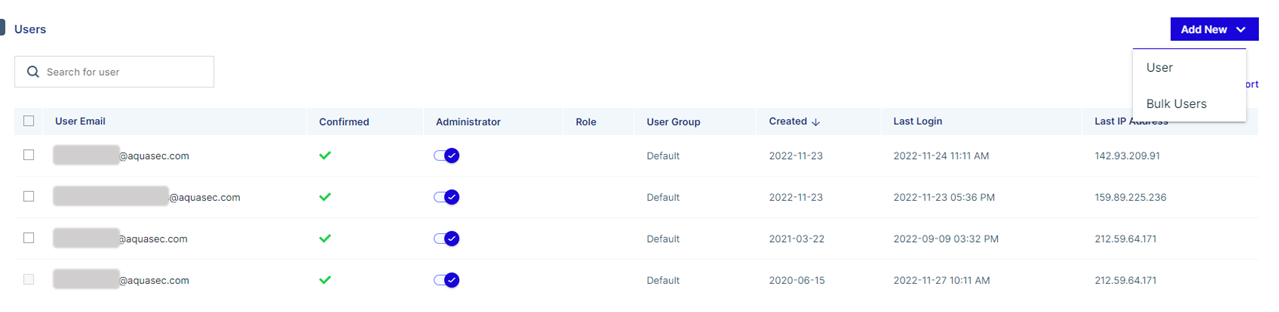 Users
Add New
Search for user
User
Bulk Users
ort
User Email Confirmed Administrator Role User Group Created Last Login Last IP Address
@aquasec.com Default 2022-11-23 2022-11-24 11:11 AM 142.93.209.91
@aquasec.com Default 2022-11-23 2022-11-23 05:36 PM 159.89.225.236
@aquasec.com Default 2021-03-22 2022-09-09 03:32 PM 212.59.64.171
@aquasec.com Default 2020-06-15 2022-11-27 10:11 AM 212.59.64.171